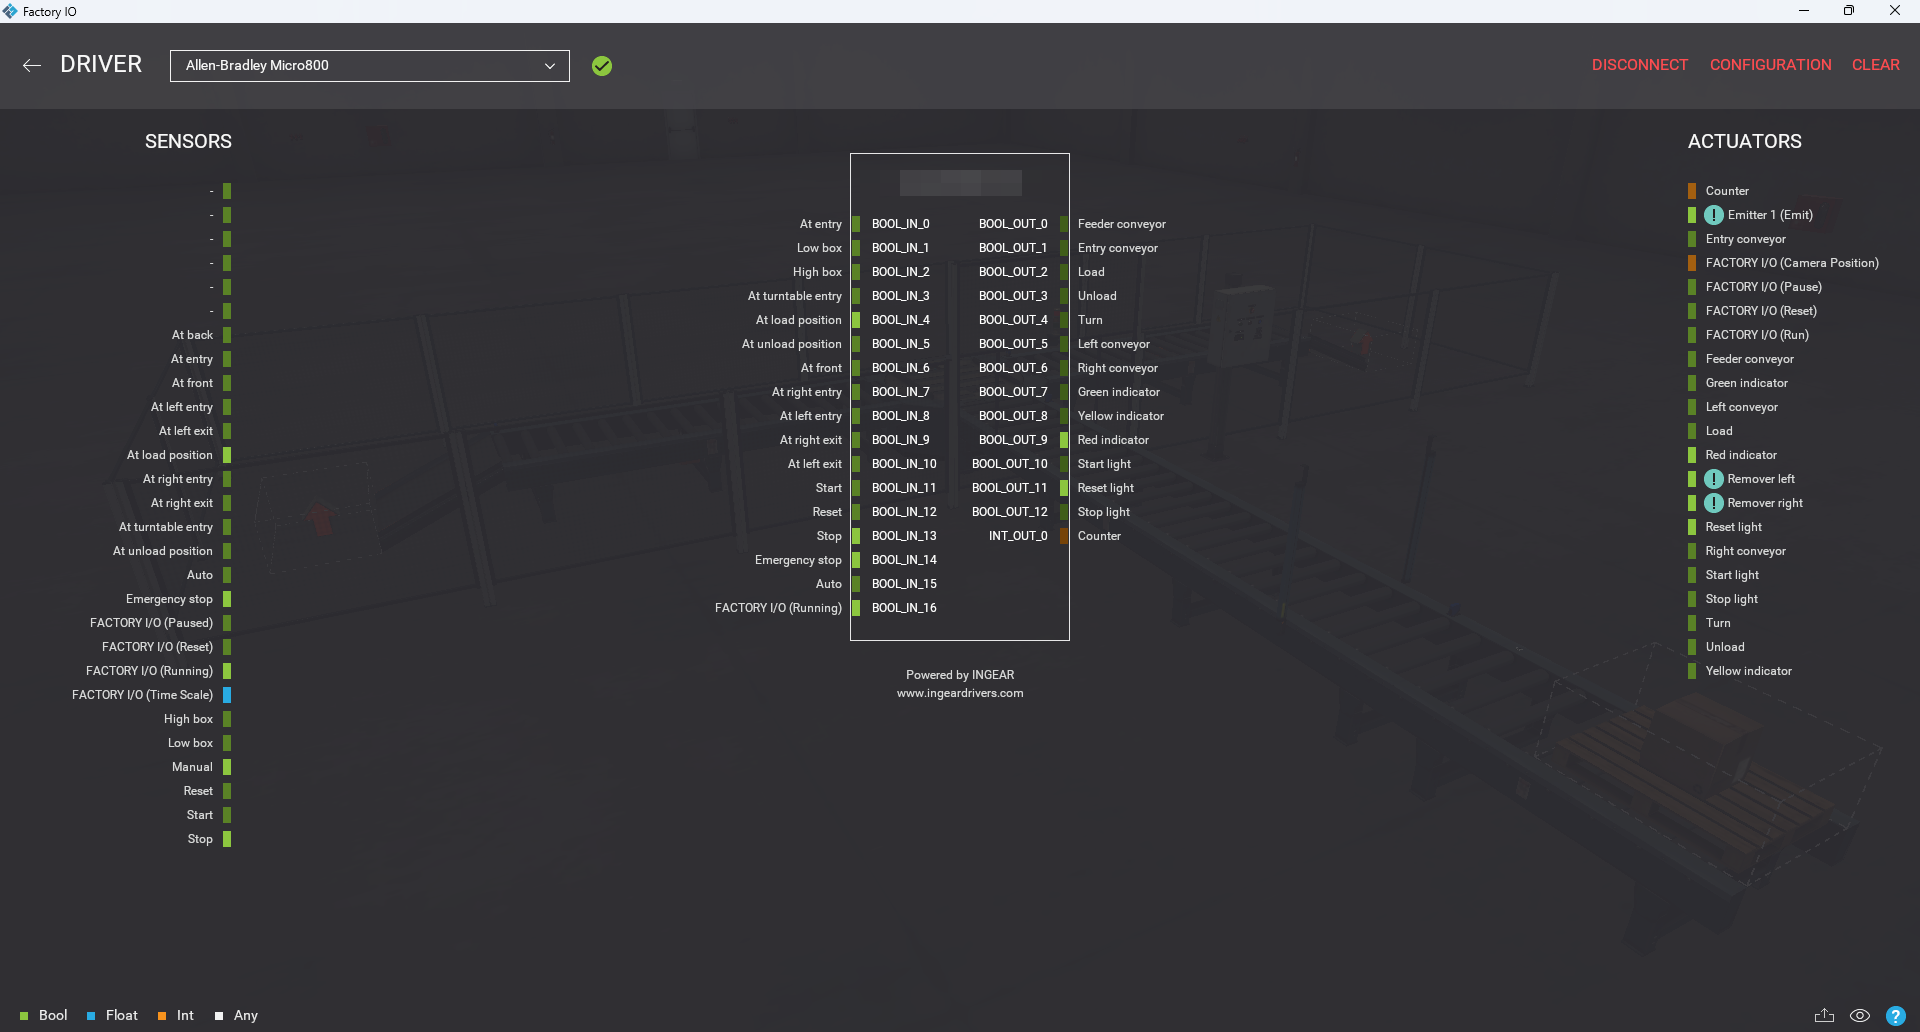 Factory IO
DRIVER
Allen-Bradley Micro800
DISCONNECT
CONFIGURATION
CLEAR
SENSORS
-
-
-
-
-
-
At back
At entry
At front
At left entry
At left exit
At load position
At right entry
At right exit
At turntable entry
At unload position
Auto
Emergency stop
FACTORY I/O (Paused)
FACTORY I/O (Reset)
FACTORY I/O (Running)
FACTORY I/O (Time Scale)
High box
Low box
Manual
Reset
Start
Stop
At entry BOOL_IN_0 BOOL_OUT_0 Feeder conveyor
Low box BOOL_IN_1 BOOL_OUT_1 Entry conveyor
High box BOOL_IN_2 BOOL_OUT_2 Load
At turntable entry BOOL_IN_3 BOOL_OUT_3 Unload
At load position BOOL_IN_4 BOOL_OUT_4 Turn
At unload position BOOL_IN_5 BOOL_OUT_5 Left conveyor
At front BOOL_IN_6 BOOL_OUT_6 Right conveyor
At right entry BOOL_IN_7 BOOL_OUT_7 Green indicator
At left entry BOOL_IN_8 BOOL_OUT_8 Yellow indicator
At right exit BOOL_IN_9 BOOL_OUT_9 Red indicator
At left exit BOOL_IN_10 BOOL_OUT_10 Start light
Start BOOL_IN_11 BOOL_OUT_11 Reset light
Reset BOOL_IN_12 BOOL_OUT_12 Stop light
Stop BOOL_IN_13 INT_OUT_0 Counter
Emergency stop BOOL_IN_14
Auto BOOL_IN_15
FACTORY I/O (Running) BOOL_IN_16
Powered by INGEAR
www.ingeardrivers.com
ACTUATORS
Counter
! Emitter 1 (Emit)
Entry conveyor
FACTORY I/O (Camera Position)
FACTORY I/O (Pause)
FACTORY I/O (Reset)
FACTORY I/O (Run)
Feeder conveyor
Green indicator
Left conveyor
Load
Red indicator
! Remover left
! Remover right
Reset light
Right conveyor
Start light
Stop light
Turn
Unload
Yellow indicator
Bool Float Int Any
?